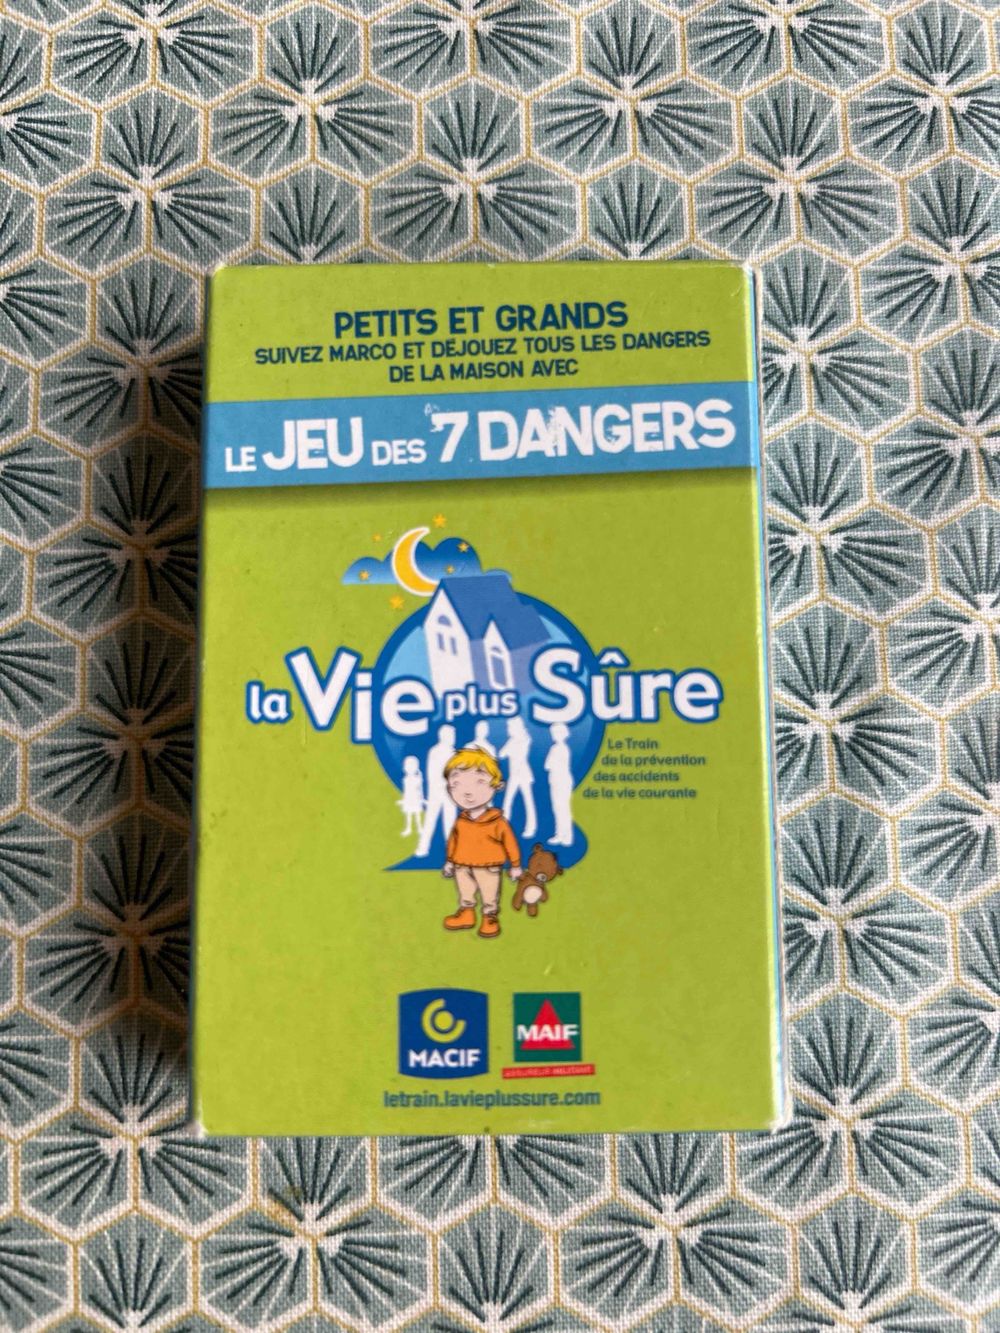 PETITS ET GRANDS
SUIVEZ MARCO ET DÉJOUEZ TOUS LES DANGERS
DE LA MAISON AVEC
LE JEU DES 7 DANGERS
la Vie plus Sûre
Le Train
de la prévention
des accidents
de la vie courante
MACIF
MAIF
ASSUREUR MILITANT
letrain.lavieplussure.com